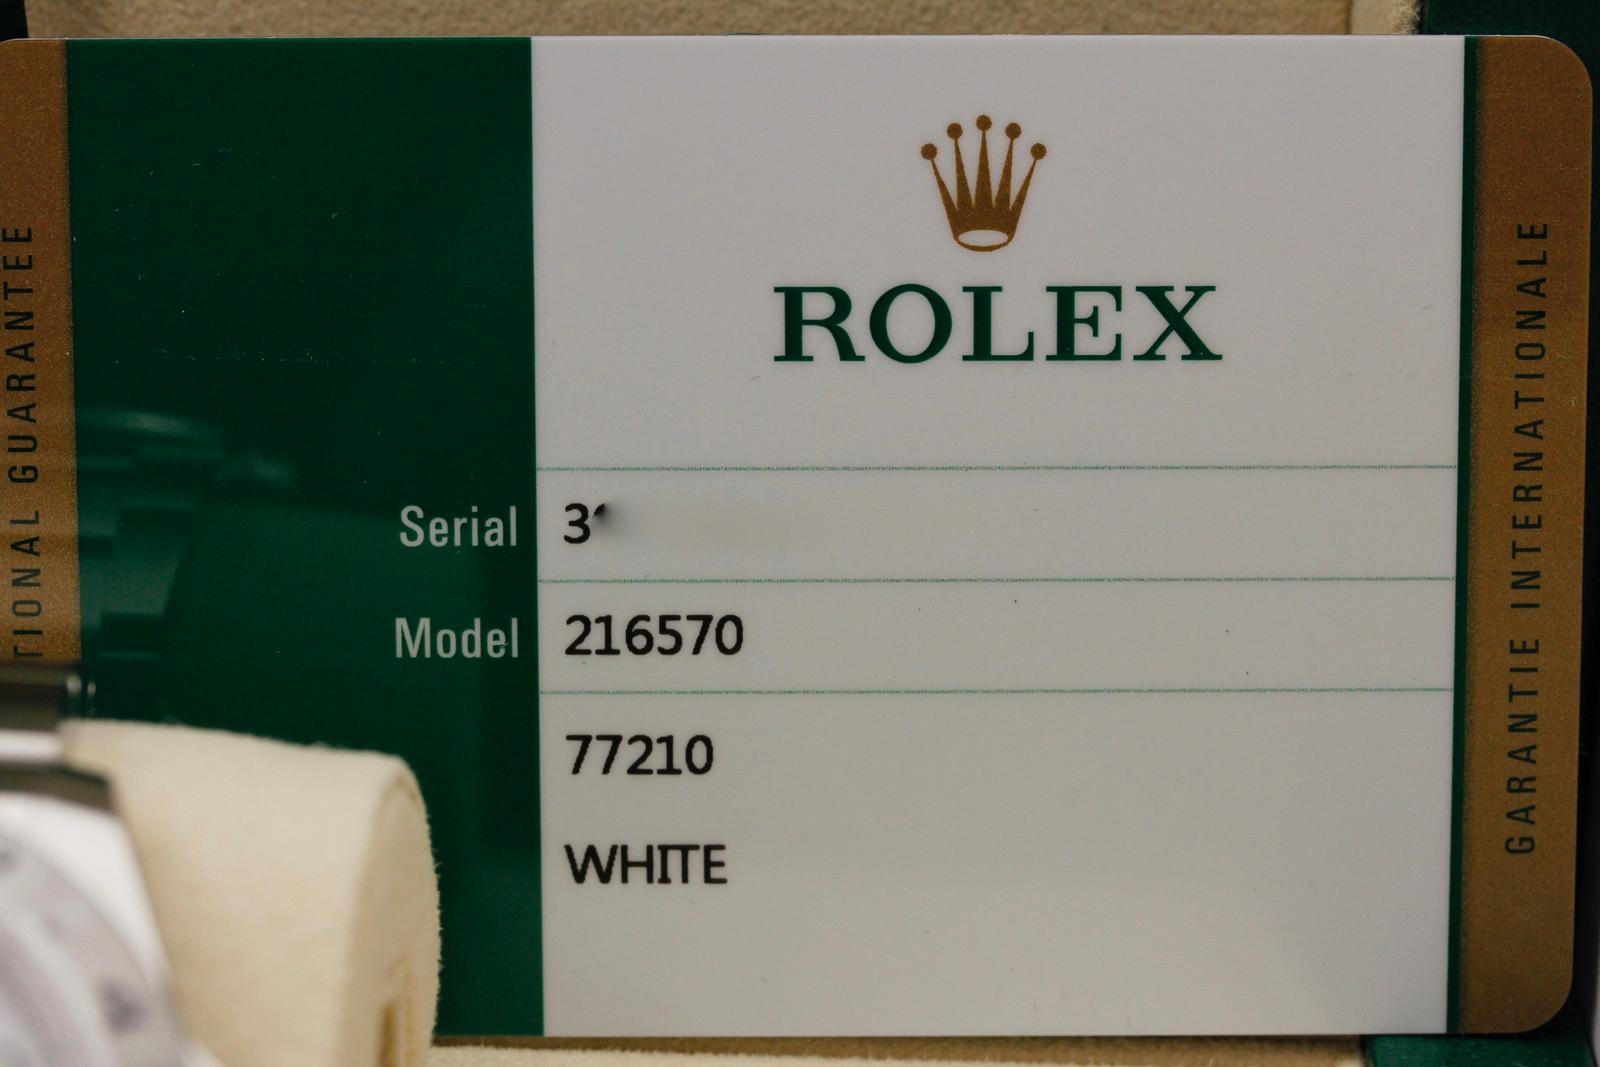 TIONAL GUARANTEE
ROLEX
Serial 3
Model 216570
77210
WHITE
GARANTIE INTERNATIONALE